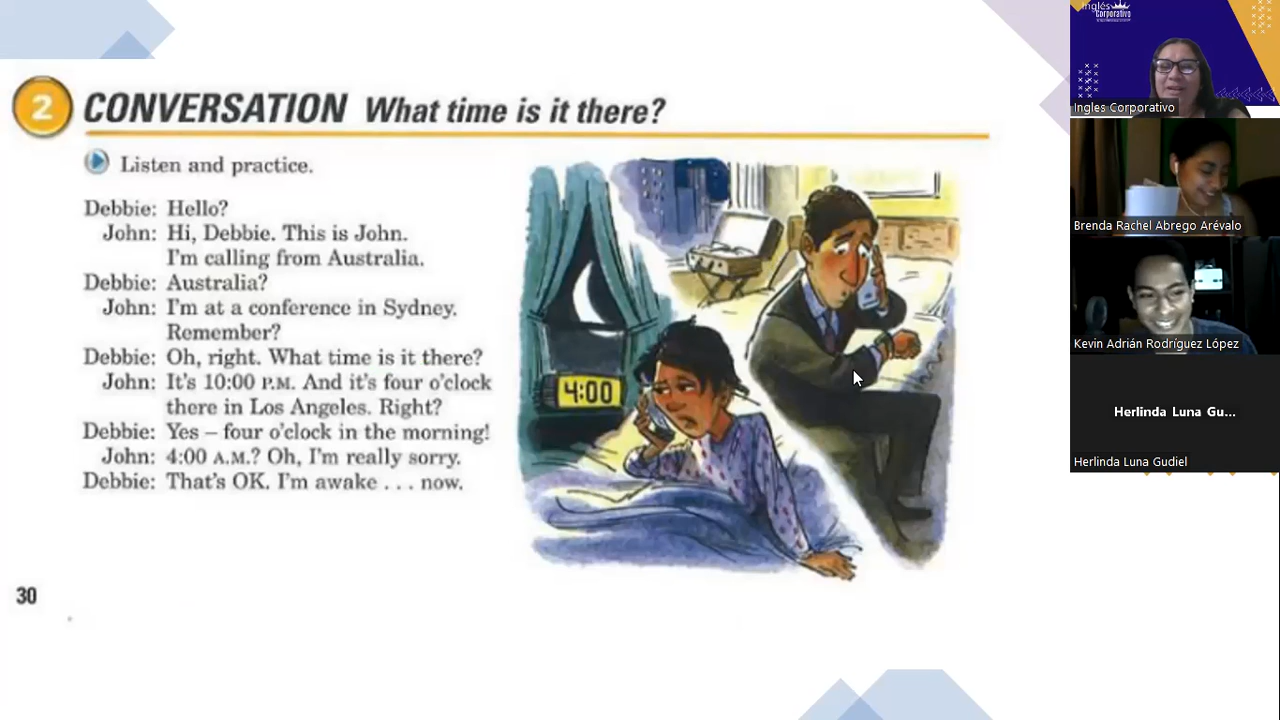 2 CONVERSATION What time is it there?
Listen and practice.
Debbie: Hello?
John: Hi, Debbie. This is John.
I'm calling from Australia.
Debbie: Australia?
John: I'm at a conference in Sydney.
Remember?
Debbie: Oh, right. What time is it there?
John: It's 10:00 P.M. And it's four o'clock
there in Los Angeles. Right?
Debbie: Yes – four o'clock in the morning!
John: 4:00 A.M.? Oh, I'm really sorry.
Debbie: That's OK. I'm awake . . . now.
4:00
30
Inglés
Corporativo
Ingles Corporativo
Brenda Rachel Abrego Arévalo
Kevin Adrián Rodríguez López
Herlinda Luna Gu...
Herlinda Luna Gudiel